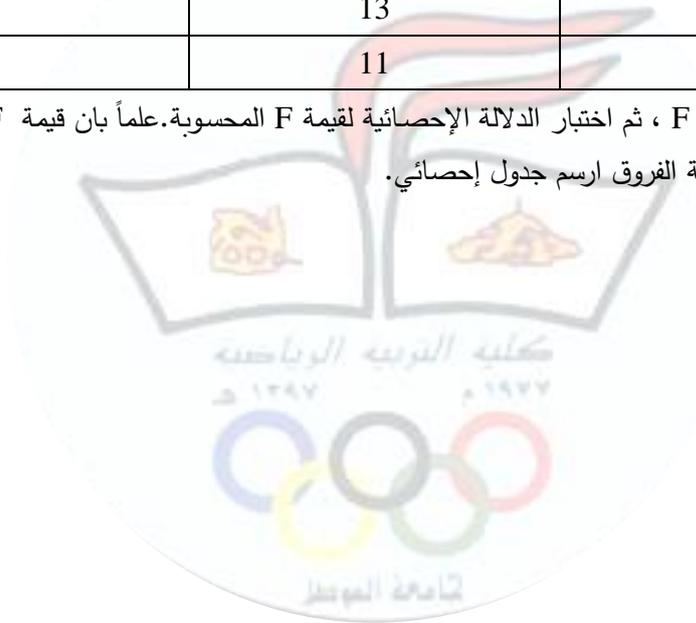 13
11
F ، ثم اختبار الدلالة الإحصائية لقيمة F المحسوبة.علماً بان قيمة
ة الفروق ارسم جدول إحصائي.
كلية التربية الرياضية
١٩٧٧ م ١٣٩٧ هـ
جامعة الموصل